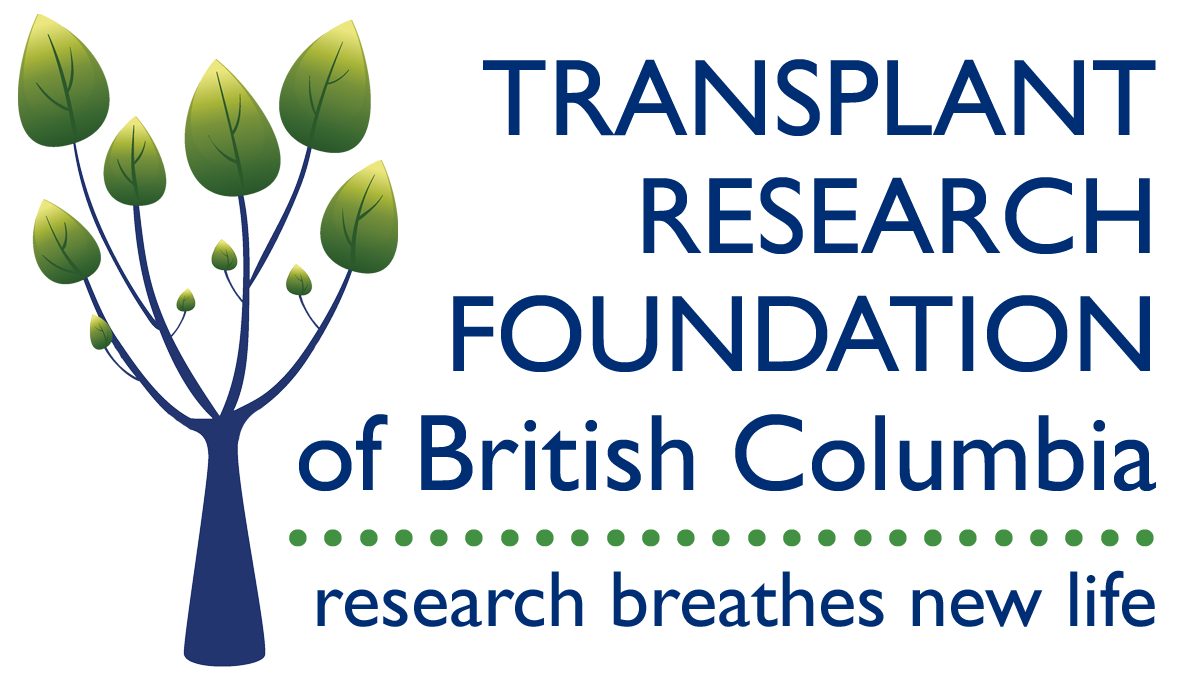 TRANSPLANT
RESEARCH
FOUNDATION
of British Columbia
research breathes new life